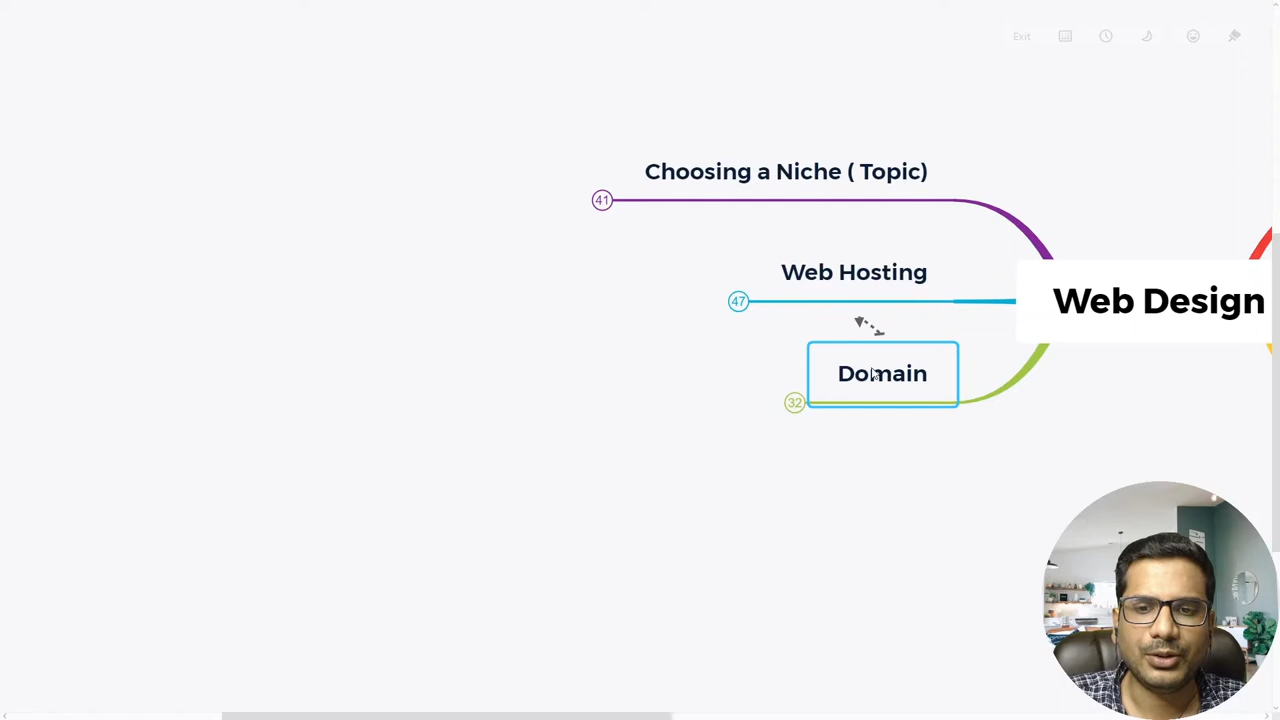 Exit
Choosing a Niche ( Topic)
41
Web Hosting
47
Web Design
Domain
32